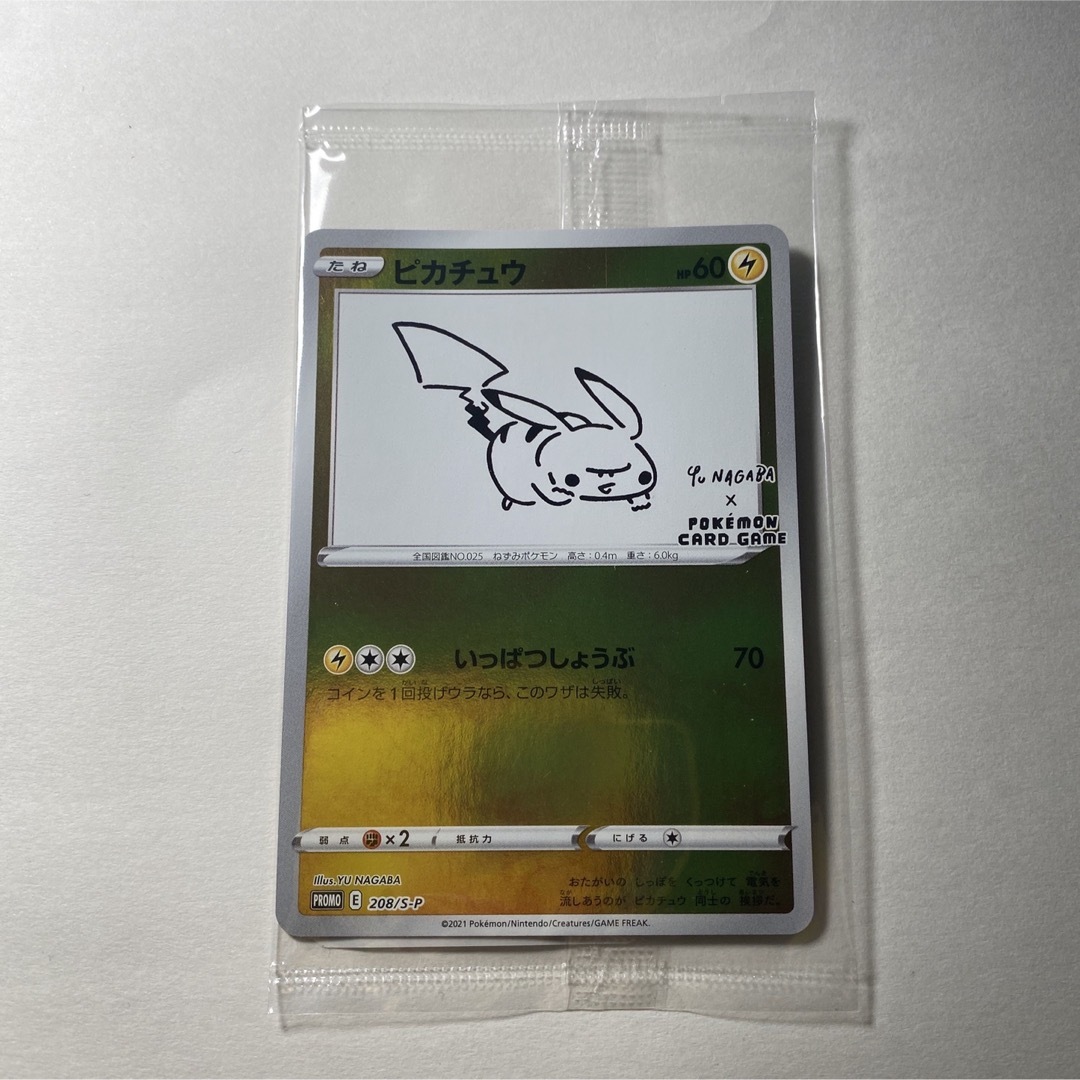 たね ピカチュウ HP60
YU NAGABA
×
POKÉMON
CARD GAME
全国図鑑NO.025 ねずみポケモン 高さ:0.4m 重さ:6.0kg
いっぱつしょうぶ 70
コインを1回投げウラなら、このワザは失敗。
弱点 ×2 抵抗力 にげる
Illus.YU NAGABA
PROMO E 208/S-P
おたがいの しっぽを くっつけて 電気を
流しあうのが ピカチュウ 同士の 挨拶だ。
©2021 Pokémon/Nintendo/Creatures/GAME FREAK.